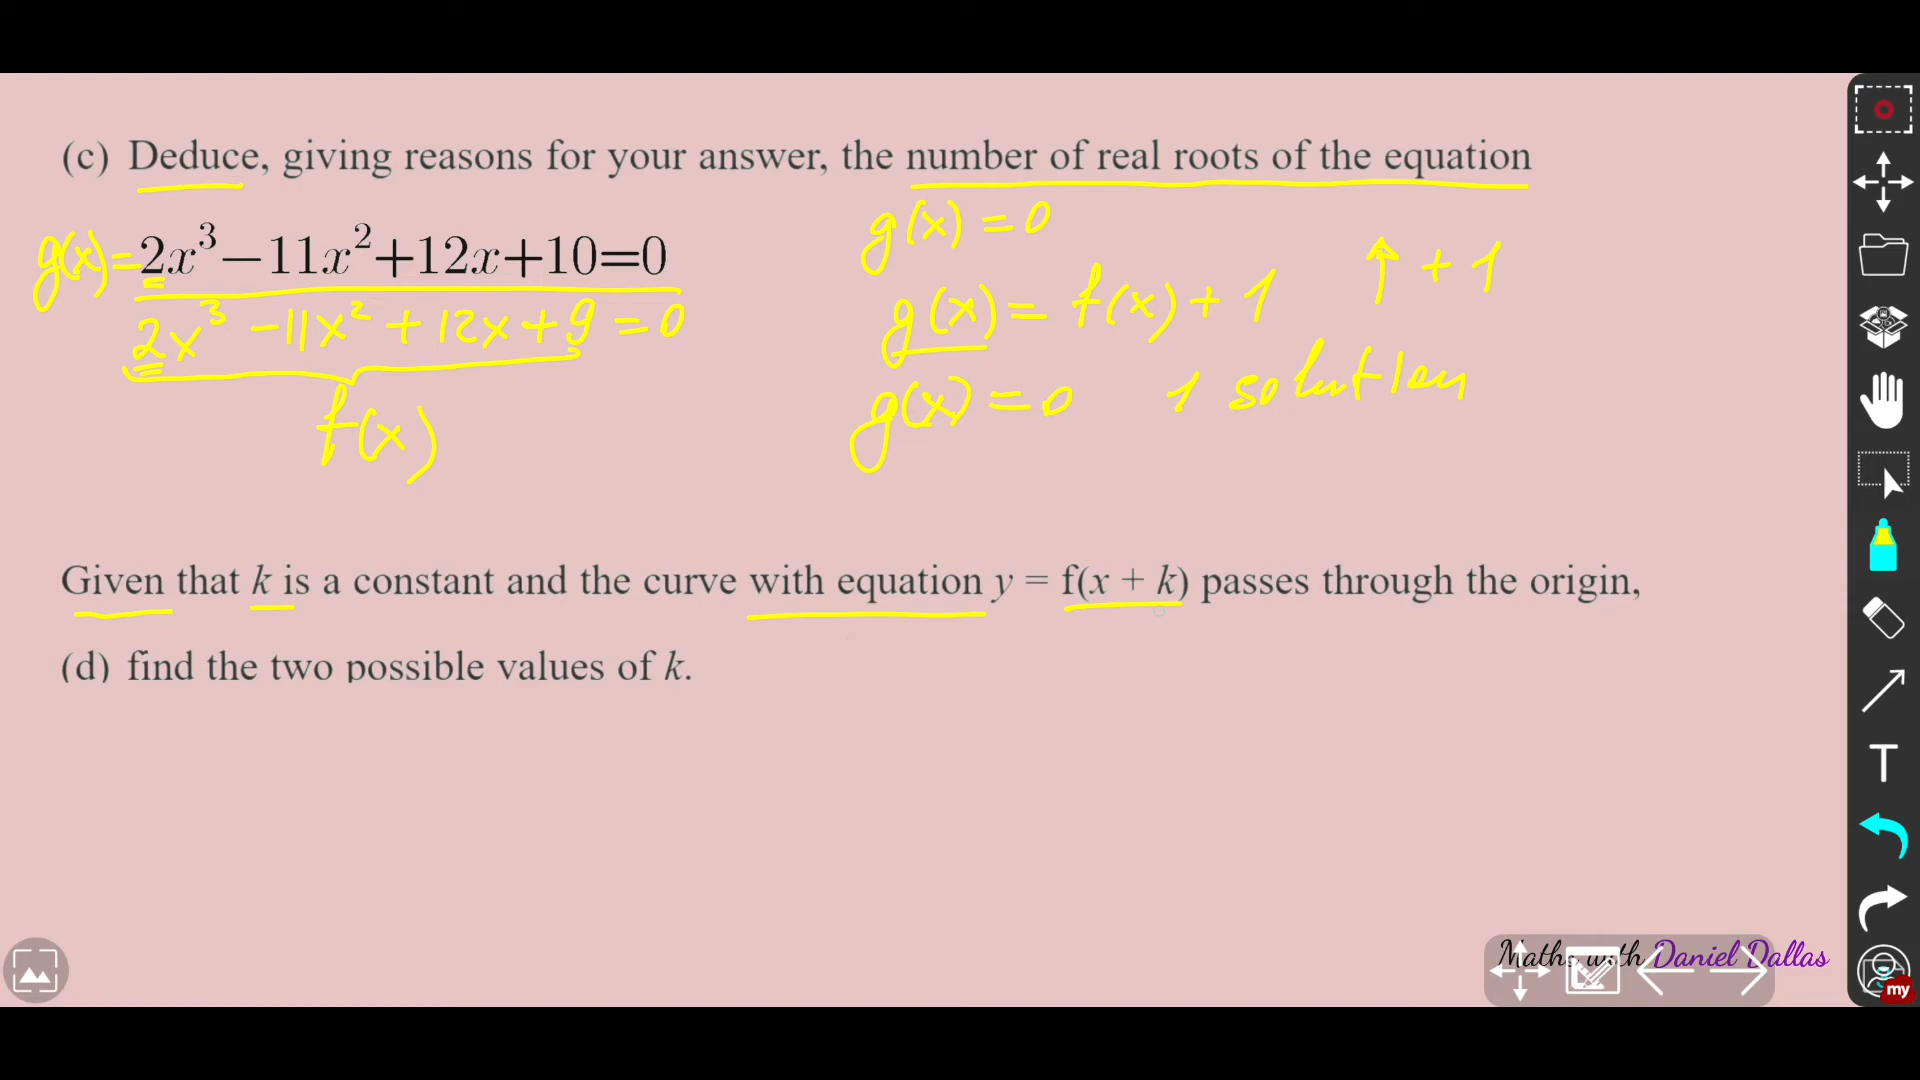 (c) Deduce, giving reasons for your answer, the number of real roots of the equation
g(x)=2x³−11x²+12x+10=0
2x³-11x²+12x+9=0
f(x)
g(x)=0
g(x)=f(x)+1 ↑+1
g(x)=0 1 solution
Given that k is a constant and the curve with equation y = f(x + k) passes through the origin,
(d) find the two possible values of k.
Maths with Daniel Dallas
T
my